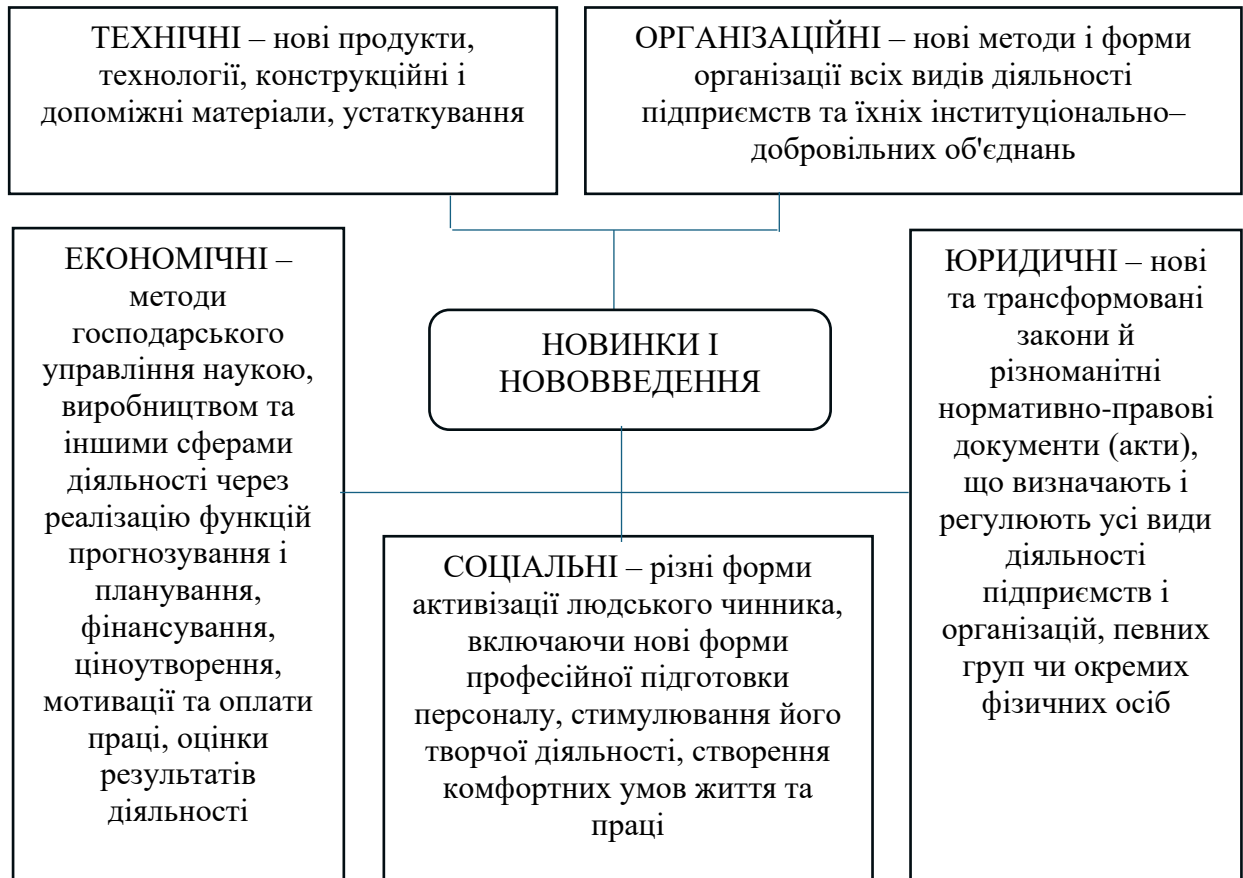 ТЕХНІЧНІ – нові продукти,
технології, конструкційні і
допоміжні матеріали, устаткування
ОРГАНІЗАЦІЙНІ – нові методи і форми
організації всіх видів діяльності
підприємств та їхніх інституціонально–
добровільних об'єднань
ЕКОНОМІЧНІ –
методи
господарського
управління наукою,
виробництвом та
іншими сферами
діяльності через
реалізацію функцій
прогнозування і
планування,
фінансування,
ціноутворення,
мотивації та оплати
праці, оцінки
результатів
діяльності
НОВИНКИ І
НОВОВВЕДЕННЯ
СОЦІАЛЬНІ – різні форми
активізації людського чинника,
включаючи нові форми
професійної підготовки
персоналу, стимулювання його
творчої діяльності, створення
комфортних умов життя та
праці
ЮРИДИЧНІ – нові
та трансформовані
закони й
різноманітні
нормативно-правові
документи (акти),
що визначають і
регулюють усі види
діяльності
підприємств і
організацій, певних
груп чи окремих
фізичних осіб